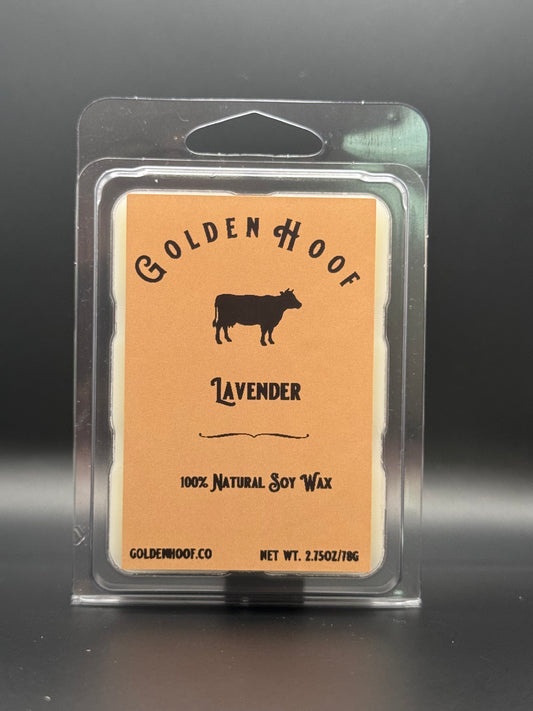 Golden Hoof
Lavender
100% Natural Soy Wax
GOLDENHOOF.CO NET WT. 2.75OZ/78G